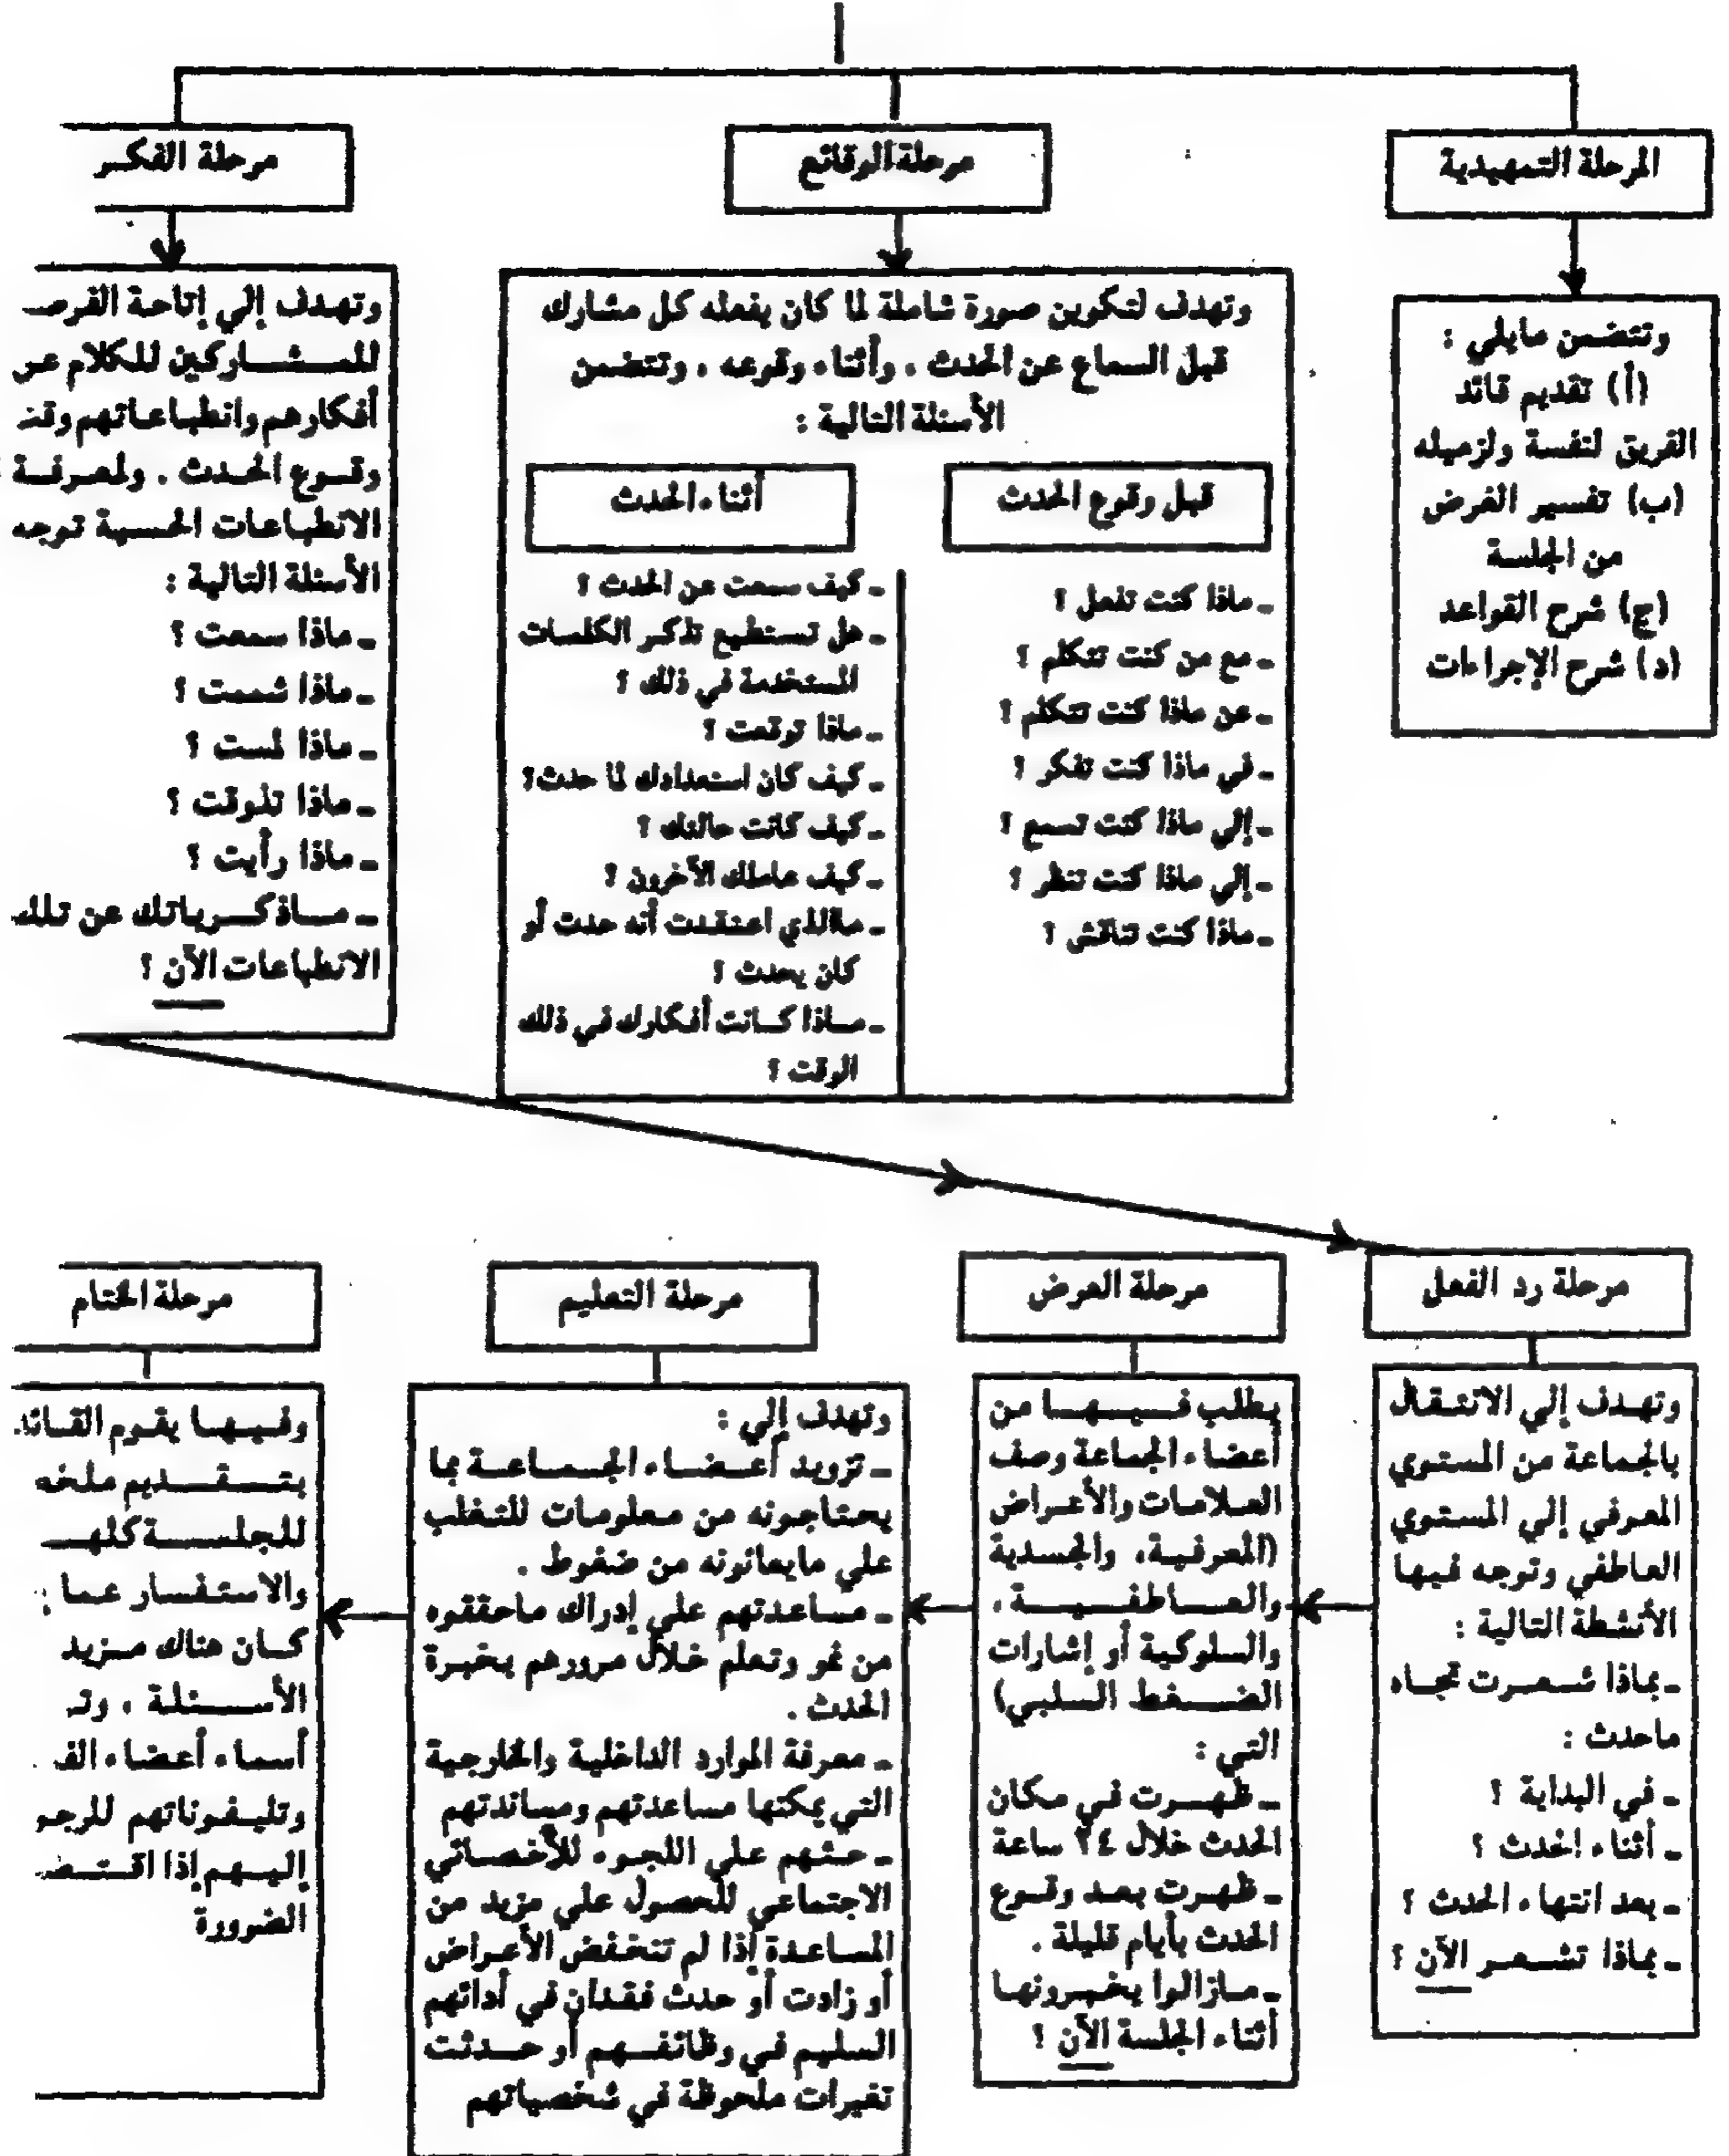 المرحلة التمهيدية
وتتضمن مايلي :
(أ) تقديم قائد
الفريق لنفسة ولزميله
(ب) تفسير الغرض
من الجلسة
(ج) شرح القواعد
(د) شرح الإجراءات
مرحلة الوقائع
وتهدف لتكوين صورة شاملة لما كان يفعله كل مشارك
قبل السماع عن الحدث ، وأثناء وقوعه ، وتتضمن
الأسئلة التالية :
قبل وقوع الحدث
ـ ماذا كنت تفعل ؟
ـ مع من كنت تتكلم ؟
ـ عن ماذا كنت تتكلم ؟
ـ في ماذا كنت تفكر ؟
ـ إلي ماذا كنت تسمع ؟
ـ إلي ماذا كنت تنظر ؟
ـ ماذا كنت تناقش ؟
أثناء الحدث
ـ كيف سمعت عن الحدث ؟
ـ هل تستطيع تذكر الكلمات
المستخدمة في ذلك ؟
ـ ماذا توقعت ؟
ـ كيف كان استعدادك لما حدث؟
ـ كيف كانت حالتك ؟
ـ كيف عاملك الآخرون ؟
ـ ماالذي اعتقدت أنه حدث أو
كان يحدث ؟
ـ ماذا كانت أفكارك في ذلك
الوقت ؟
مرحلة الفكر
وتهدف إلي إتاحة
للمشاركين للكلام
أفكارهم وانطباعاتهم
وقوع الحدث . ولمعرفة
الانطباعات الحسية توجه
الأسئلة التالية :
ـ ماذا سمعت ؟
ـ ماذا شممت ؟
ـ ماذا لمست ؟
ـ ماذا تذوقت ؟
ـ ماذا رأيت ؟
ـ ماذكرياتك عن تلك
الانطباعات الآن ؟
مرحلة رد الفعل
وتهدف إلي الانتقال
بالجماعة من المستوي
المعرفي إلي المستوي
العاطفي وتوجه فيها
الأنشطة التالية :
ـ بماذا شعرت تجاه
ماحدث :
ـ في البداية ؟
ـ أثناء الحدث ؟
ـ بعد انتهاء الحدث ؟
ـ بماذا تشعر الآن ؟
مرحلة العرض
يطلب فيها من
أعضاء الجماعة وصف
العلامات والأعراض
(المعرفية، والجسدية
والعاطفية ،
والسلوكية أو إشارات
الضغط السلبي)
التي :
ـ ظهرت في مكان
الحدث خلال ٢٤ ساعة
ـ ظهرت بعد وقوع
الحدث بأيام قليلة .
ـ مازالوا يخبرونها
أثناء الجلسة الآن ؟
مرحلة التعليم
وتهدف إلي :
ـ تزويد أعضاء الجماعة بما
يحتاجونه من معلومات للتغلب
علي مايعانونه من ضغوط .
ـ مساعدتهم علي إدراك ماحققوه
من نمو وتعلم خلال مرورهم بخبرة
الحدث .
ـ معرفة الموارد الداخلية والخارجية
التي يمكنها مساعدتهم ومساندتهم
ـ حثهم علي اللجوء للأخصائي
الاجتماعي للحصول علي مزيد من
المساعدة إذا لم تنخفض الأعراض
أو زادت أو حدث فقدان في أدائهم
السليم في وظائفهم أو حدثت
تغيرات ملحوظة في شخصياتهم
مرحلة الختام
وفيها يقوم القائد
بتقديم
للجلسة كلها
والاستفسار عما
كان هناك مزيد
الأسئلة ،
أسماء أعضاء
وتليفوناتهم
إليهم إذا
الضرورة